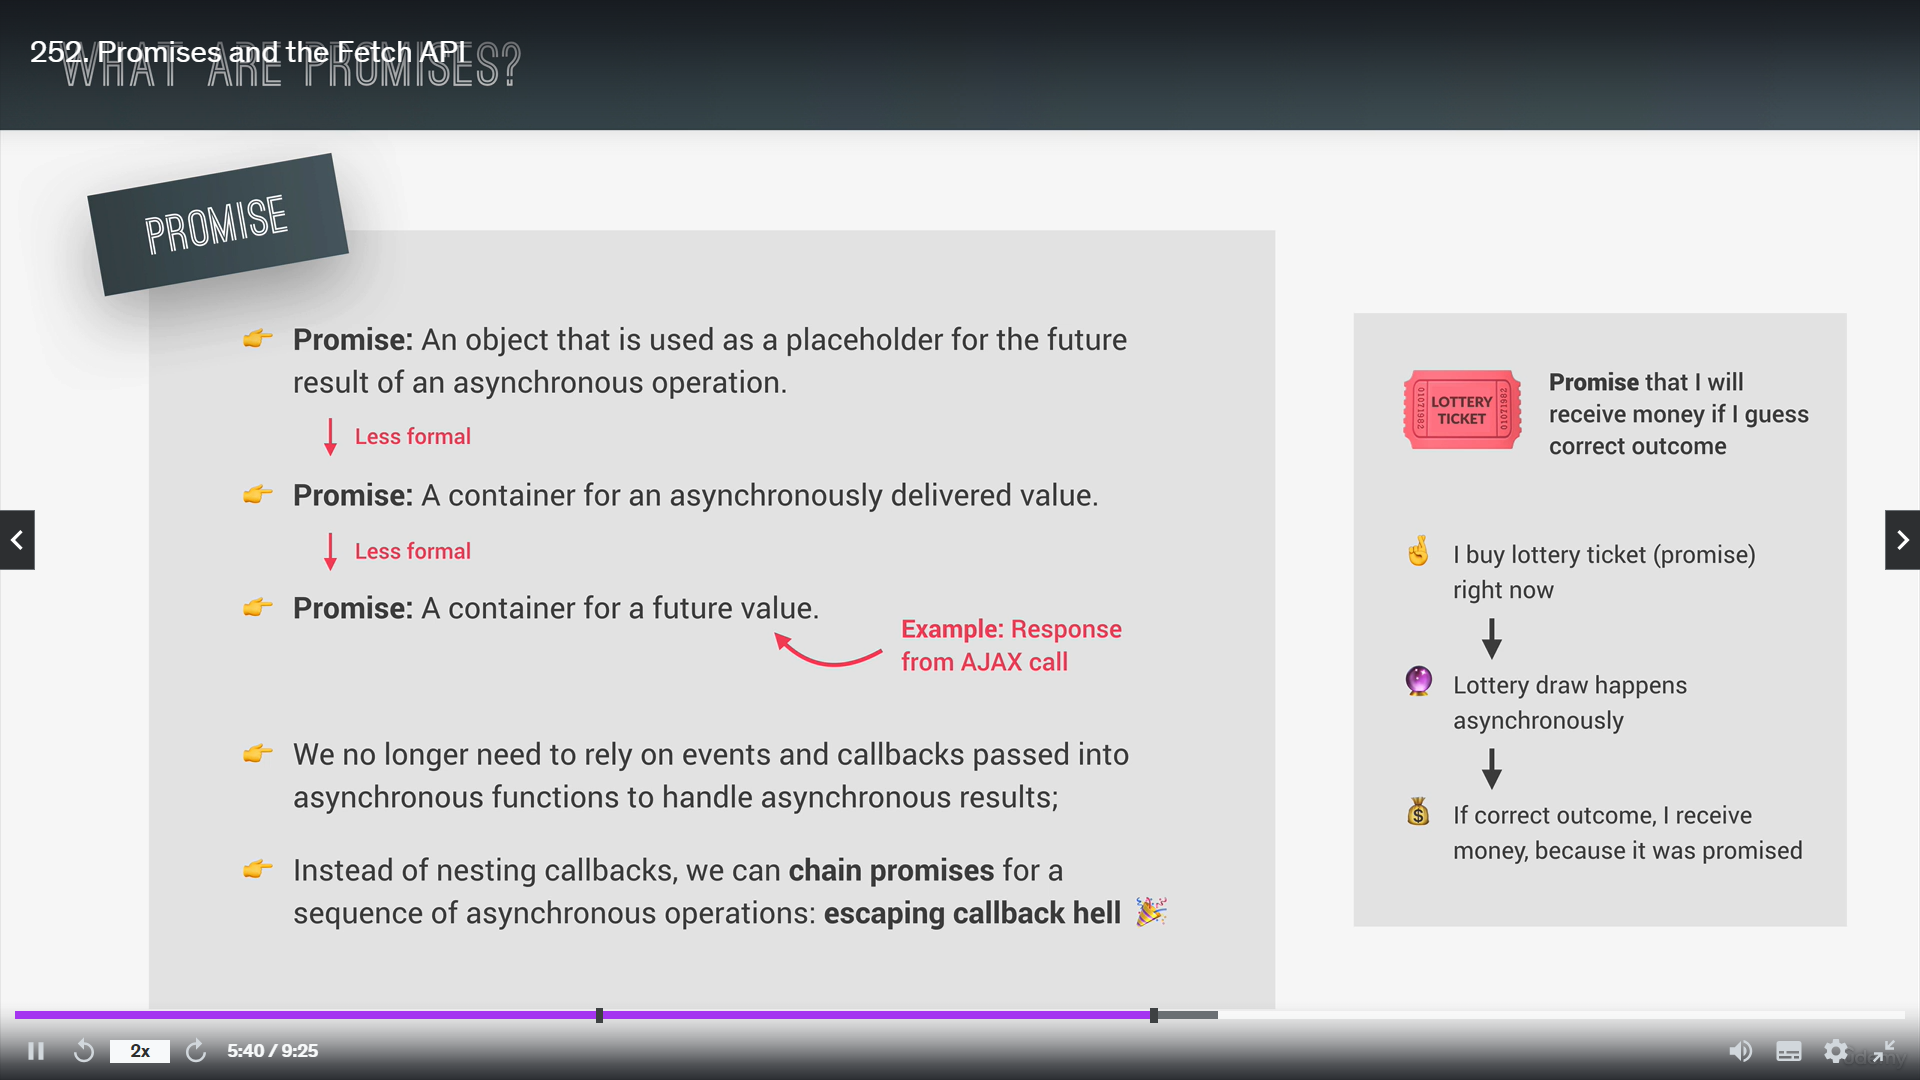 252. Promises and the Fetch API
WHAT ARE PROMISES?
PROMISE
Promise: An object that is used as a placeholder for the future
result of an asynchronous operation.
Less formal
Promise: A container for an asynchronously delivered value.
Less formal
Promise: A container for a future value.
Example: Response
from AJAX call
We no longer need to rely on events and callbacks passed into
asynchronous functions to handle asynchronous results;
Instead of nesting callbacks, we can chain promises for a
sequence of asynchronous operations: escaping callback hell 🎉
LOTTERY
TICKET
01071982
01071982
Promise that I will
receive money if I guess
correct outcome
I buy lottery ticket (promise)
right now
Lottery draw happens
asynchronously
If correct outcome, I receive
money, because it was promised
2x
5:40 / 9:25
Udemy